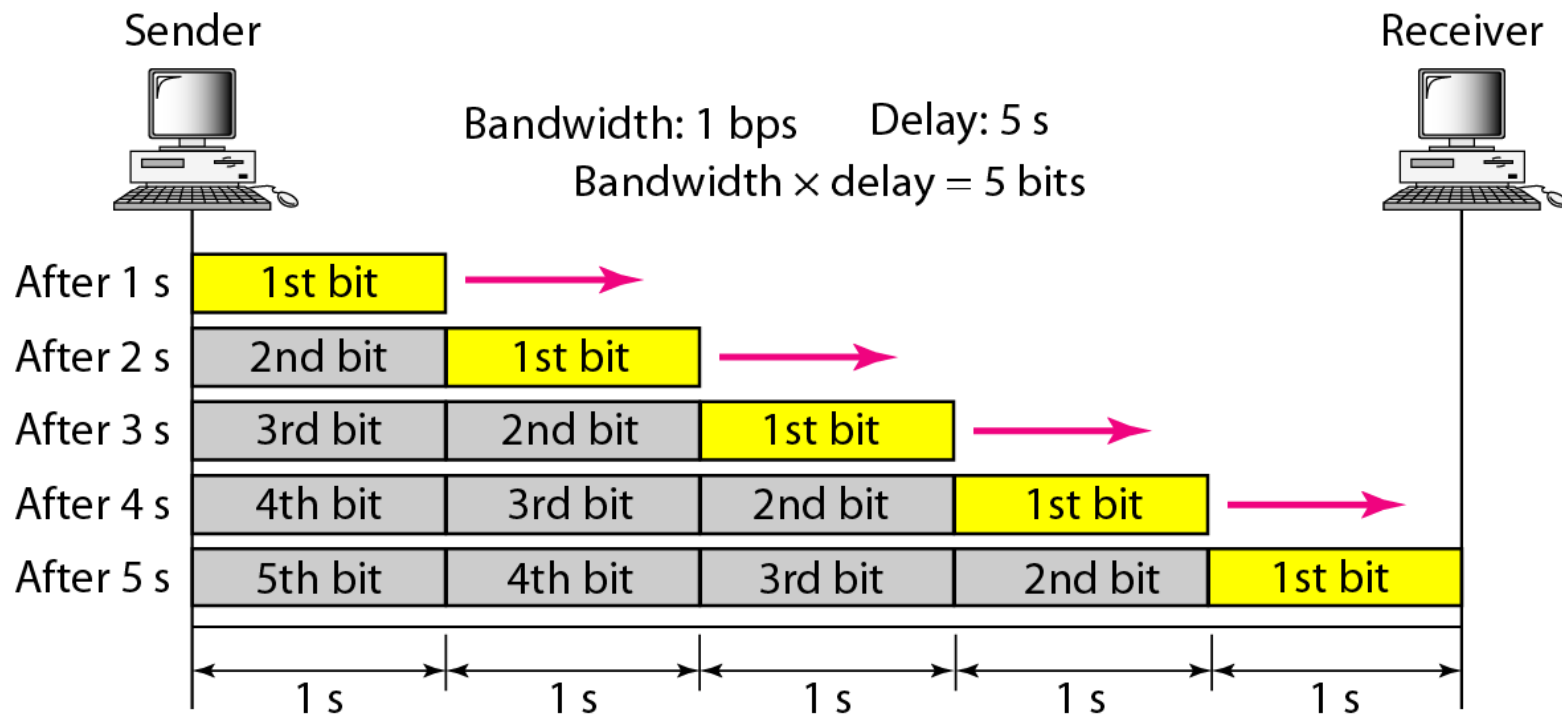 Sender Receiver
Bandwidth: 1 bps Delay: 5 s
Bandwidth × delay = 5 bits
After 1 s 1st bit
After 2 s 2nd bit 1st bit
After 3 s 3rd bit 2nd bit 1st bit
After 4 s 4th bit 3rd bit 2nd bit 1st bit
After 5 s 5th bit 4th bit 3rd bit 2nd bit 1st bit
1 s 1 s 1 s 1 s 1 s